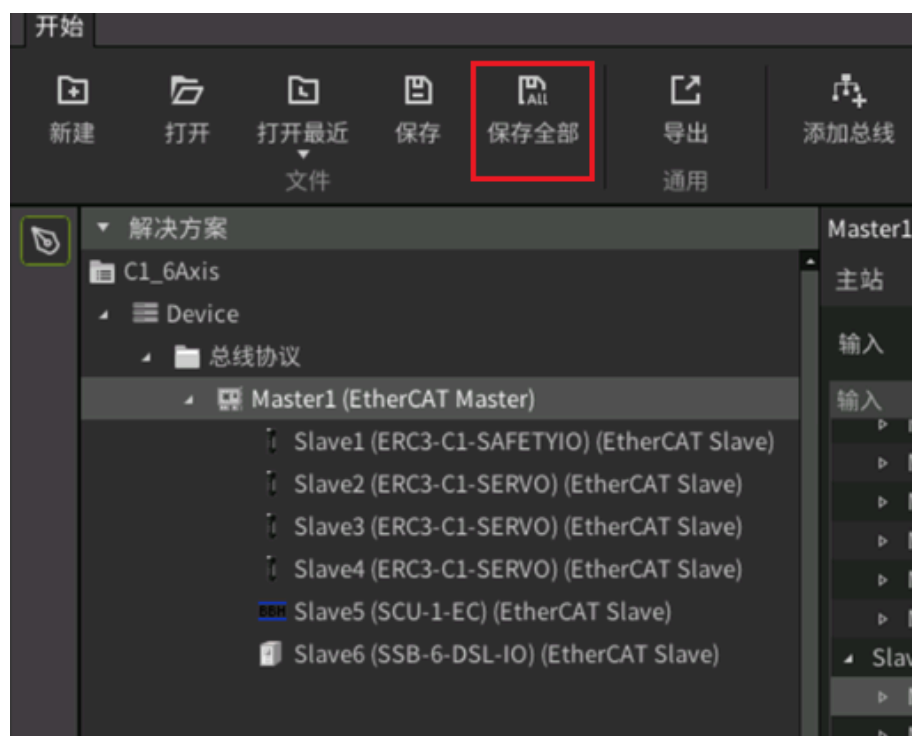 开始
新建 打开 打开最近 保存 保存全部 导出 添加总线
ALL
文件 通用
解决方案 Master1
C1_6Axis
主站
Device
总线协议
输入
Master1 (EtherCAT Master)
输入
Slave1 (ERC3-C1-SAFETYIO) (EtherCAT Slave)
Slave2 (ERC3-C1-SERVO) (EtherCAT Slave)
Slave3 (ERC3-C1-SERVO) (EtherCAT Slave)
Slave4 (ERC3-C1-SERVO) (EtherCAT Slave)
BBH Slave5 (SCU-1-EC) (EtherCAT Slave)
Slave6 (SSB-6-DSL-IO) (EtherCAT Slave)